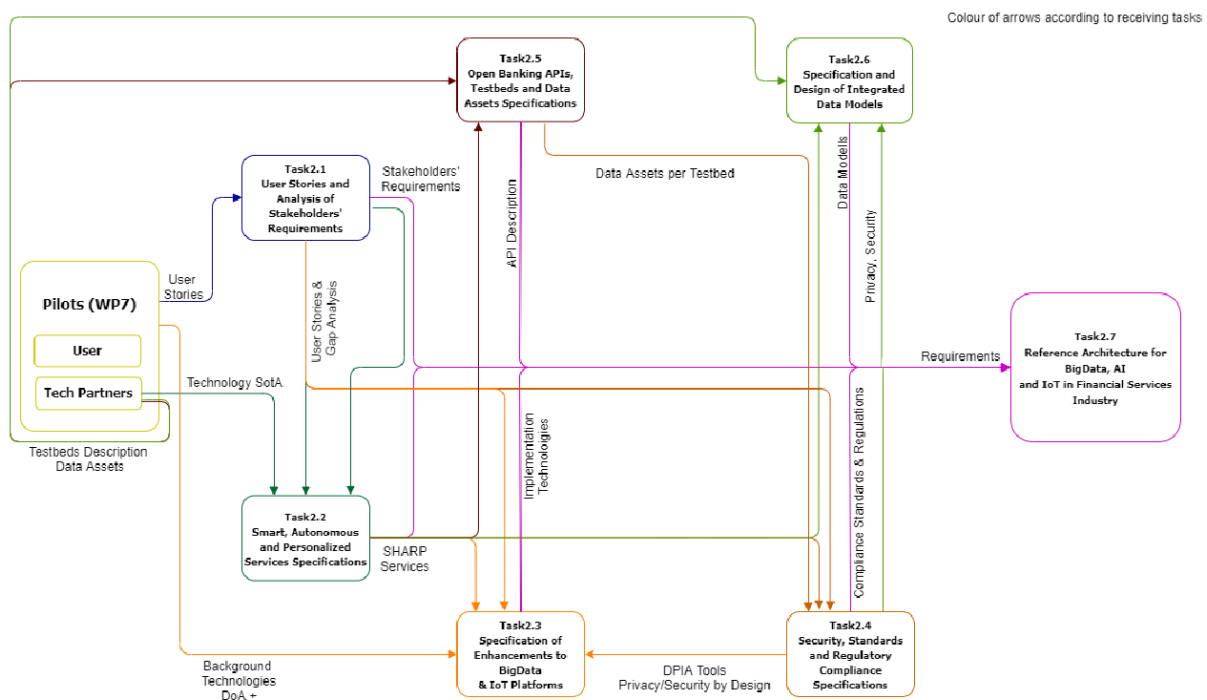 Colour of arrows according to receiving tasks
Task2.5
Open Banking APIs,
Testbeds and Data
Assets Specifications
Task2.6
Specification and
Design of Integrated
Data Models
Task2.1
User Stories and
Analysis of
Stakeholders'
Requirements
Stakeholders'
Requirements
Data Assets per Testbed
API Description
Data Modells
Privacy, Security
Pilots (WP7)
User
Tech Partners
User
Stories
User Stories &
Gap Analysis
Technology SotA
Testbeds Description
Data Assets
Requirements
Task2.7
Reference Architecture for
BigData, AI
and IoT in Financial Services
Industry
Implementation
Technoloigies
Compliance Standards & Regulations
Task2.2
Smart, Autonomous
and Personalized
Services Specifications
SHARP
Services
Task2.3
Specification of
Enhancements to
BigData
& IoT Platforms
Task2.4
Security, Standards
and Regulatory
Compliance
Specifications
Background
Technologies
DoA +
DPIA Tools
Privacy/Security by Design